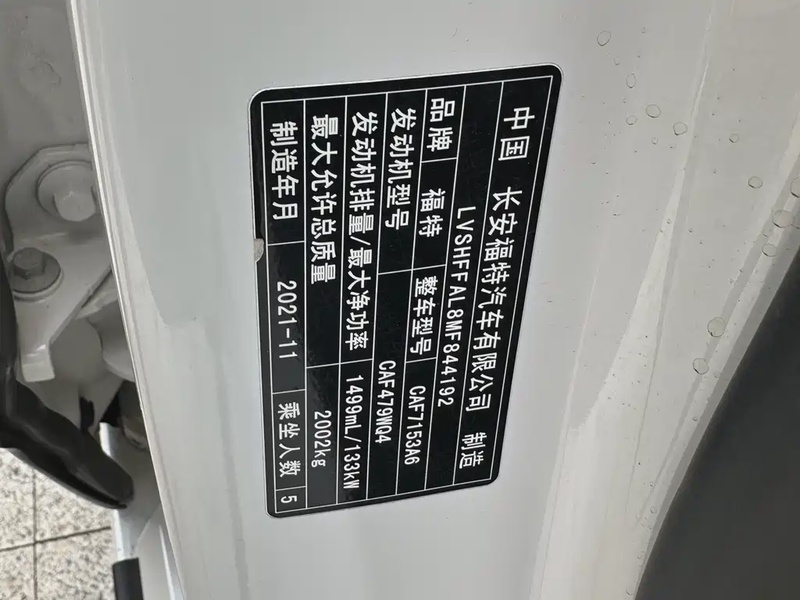 中国 长安福特汽车有限公司 制造
LVSHFFAL8MF844192
品牌 福特 整车型号 CAF7153A6
发动机型号 CAF479WQ4
发动机排量/最大净功率 1499mL/133kW
最大允许总质量 2002kg
制造年月 2021-11 乘坐人数 5